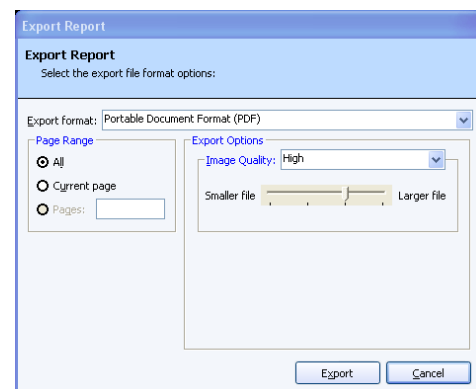 Export Report
Export Report
Select the export file format options:
Export format: Portable Document Format (PDF)
Page Range
All
Current page
Pages:
Export Options
Image Quality: High
Smaller file Larger file
Export Cancel